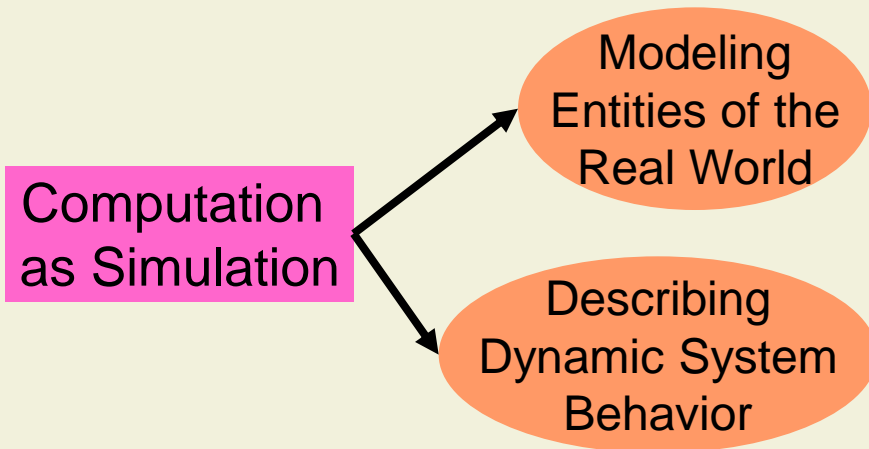 Modeling
Entities of the
Real World
Computation
as Simulation
Describing
Dynamic System
Behavior